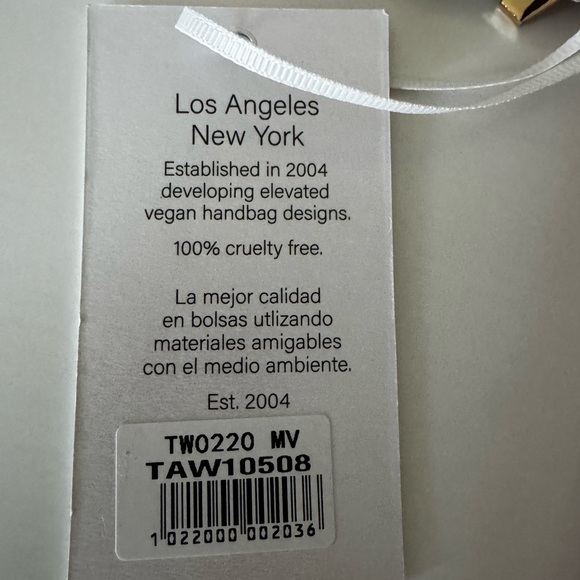 Los Angeles
New York
Established in 2004
developing elevated
vegan handbag designs.
100% cruelty free.
La mejor calidad
en bolsas utlizando
materiales amigables
con el medio ambiente.
Est. 2004
TW0220 MV
TAW10508
1 022000 002036